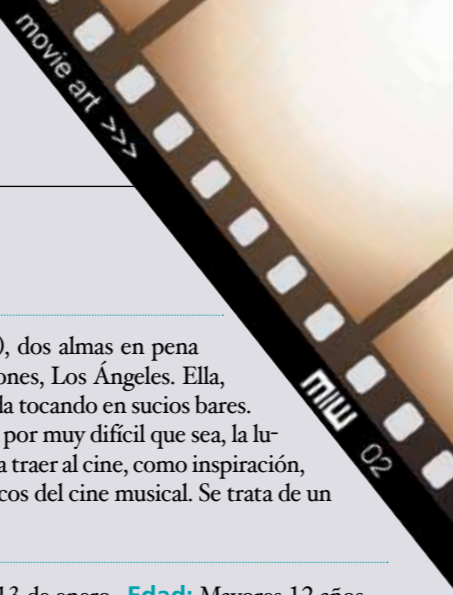 movie art >>>
), dos almas en pena
ones, Los Ángeles. Ella,
da tocando en sucios bares.
por muy difícil que sea, la lu-
a traer al cine, como inspiración,
cos del cine musical. Se trata de un
02
13 de enero Edad: Mayores 12 años